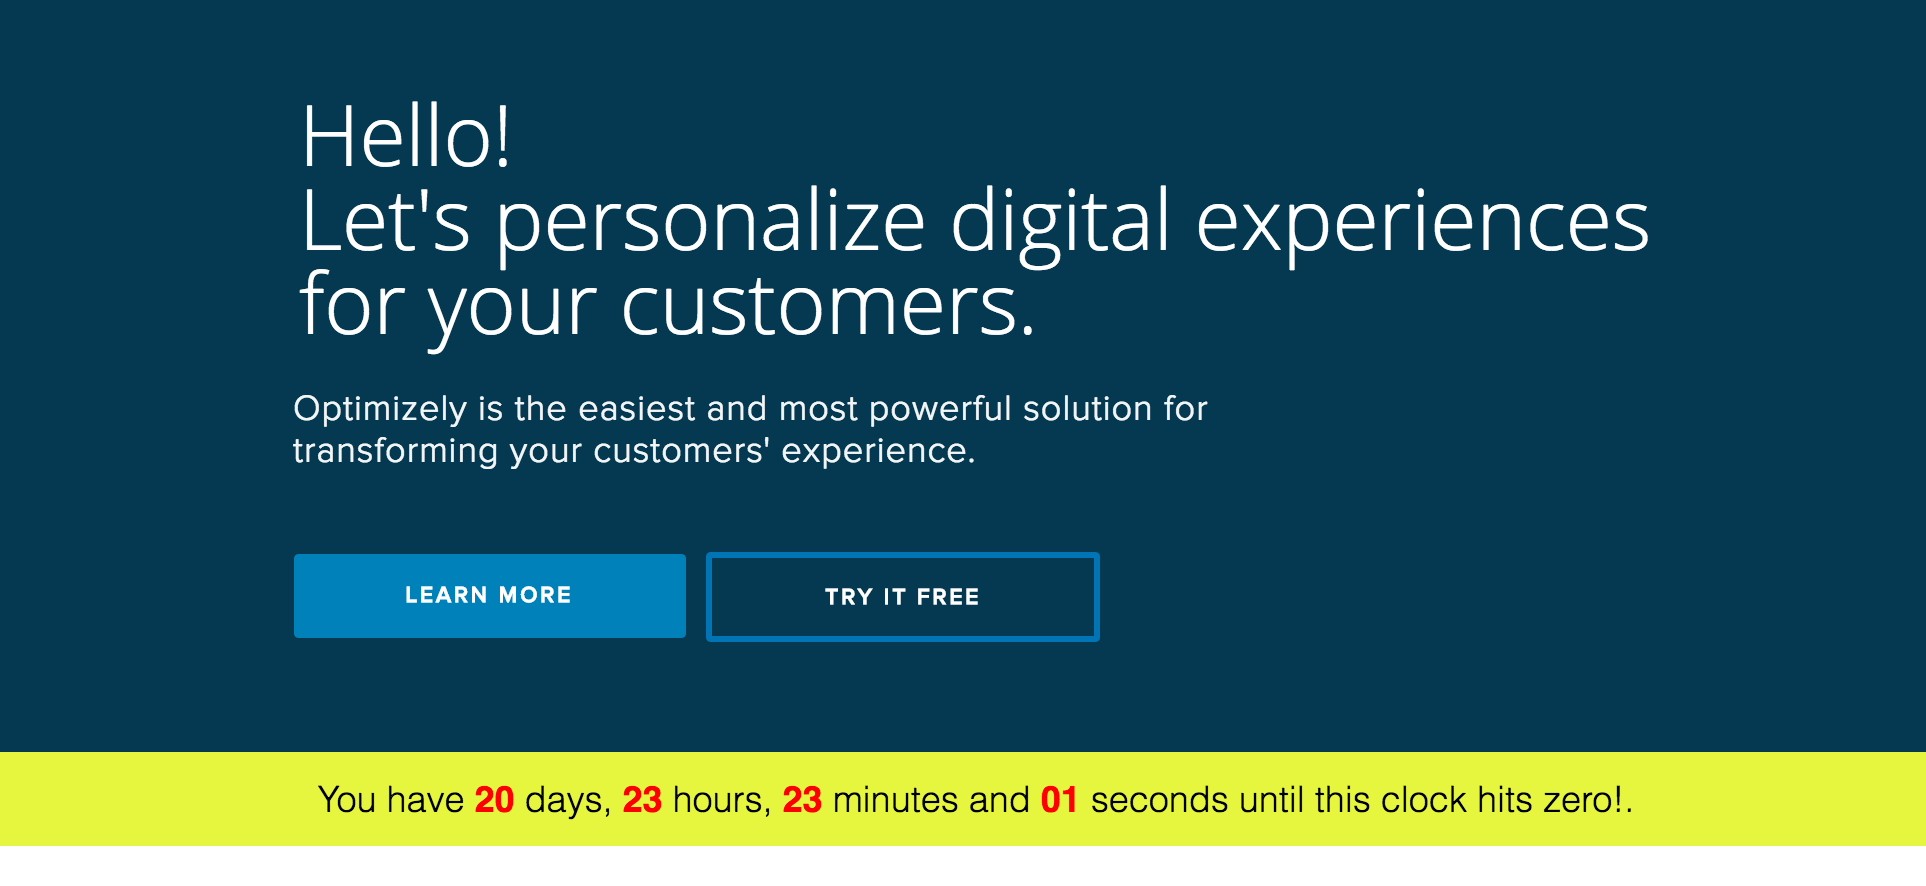 Hello!
Let's personalize digital experiences
for your customers.
Optimizely is the easiest and most powerful solution for
transforming your customers' experience.
LEARN MORE
TRY IT FREE
You have 20 days, 23 hours, 23 minutes and 01 seconds until this clock hits zero!.